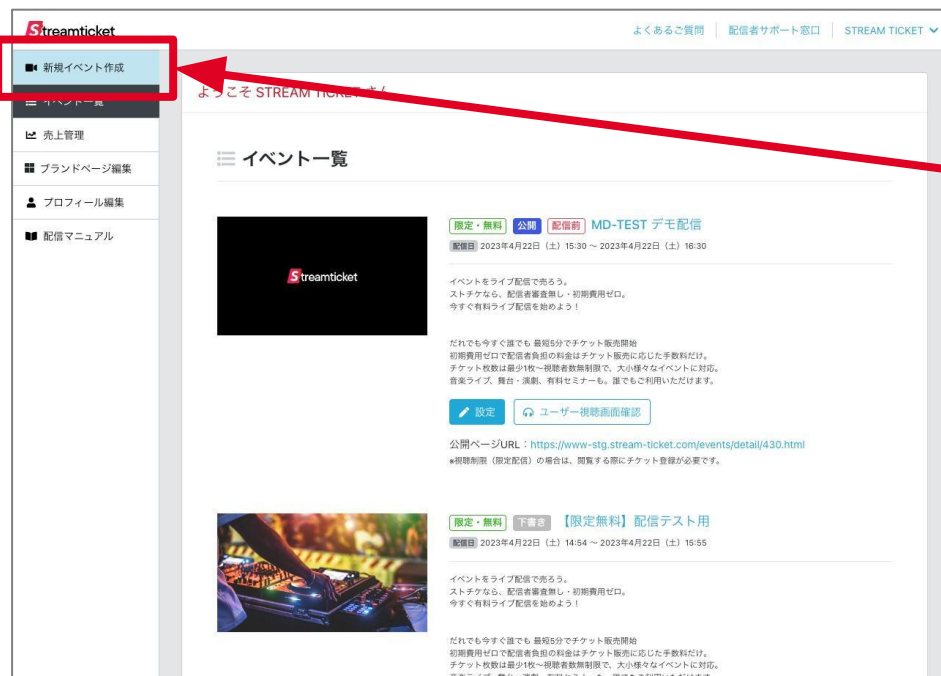 Streamticket
よくあるご質問
配信者サポート窓口
STREAM TICKET
新規イベント作成
イベント一覧
売上管理
ブランドページ編集
プロフィール編集
配信マニュアル
ようこそ STREAM TICKET さん
イベント一覧
Streamticket
限定・無料 公開 配信前 MD-TEST デモ配信
配信日 2023年4月22日（土）15:30 ～ 2023年4月22日（土）16:30
イベントをライブ配信で売ろう。
ストチケなら、配信者審査無し・初期費用ゼロ。
今すぐ有料ライブ配信を始めよう！
だれでも今すぐ誰でも 最短5分でチケット販売開始
初期費用ゼロで配信者負担の料金はチケット販売に応じた手数料だけ。
チケット枚数は最少1枚～視聴者数無制限で、大小様々なイベントに対応。
音楽ライブ、舞台・演劇、有料セミナーも。誰でもご利用いただけます。
設定
ユーザー視聴画面確認
公開ページURL：https://www-stg.stream-ticket.com/events/detail/430.html
※視聴制限（限定配信）の場合は、閲覧する際にチケット登録が必要です。
限定・無料 下書き 【限定無料】配信テスト用
配信日 2023年4月22日（土）14:54 ～ 2023年4月22日（土）15:55
イベントをライブ配信で売ろう。
ストチケなら、配信者審査無し・初期費用ゼロ。
今すぐ有料ライブ配信を始めよう！
だれでも今すぐ誰でも 最短5分でチケット販売開始
初期費用ゼロで配信者負担の料金はチケット販売に応じた手数料だけ。
チケット枚数は最少1枚～視聴者数無制限で、大小様々なイベントに対応。